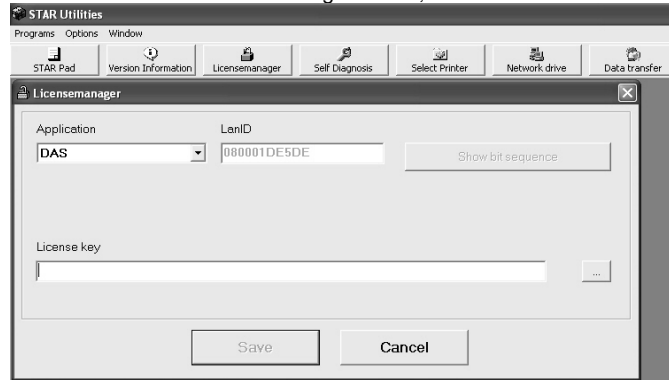 STAR Utilities
Programs Options Window
STAR Pad Version Information Licensemanager Self Diagnosis Select Printer Network drive Data transfer
Licensemanager
Application LanID
DAS 080001DE5DE Show bit sequence
License key
...
Save Cancel